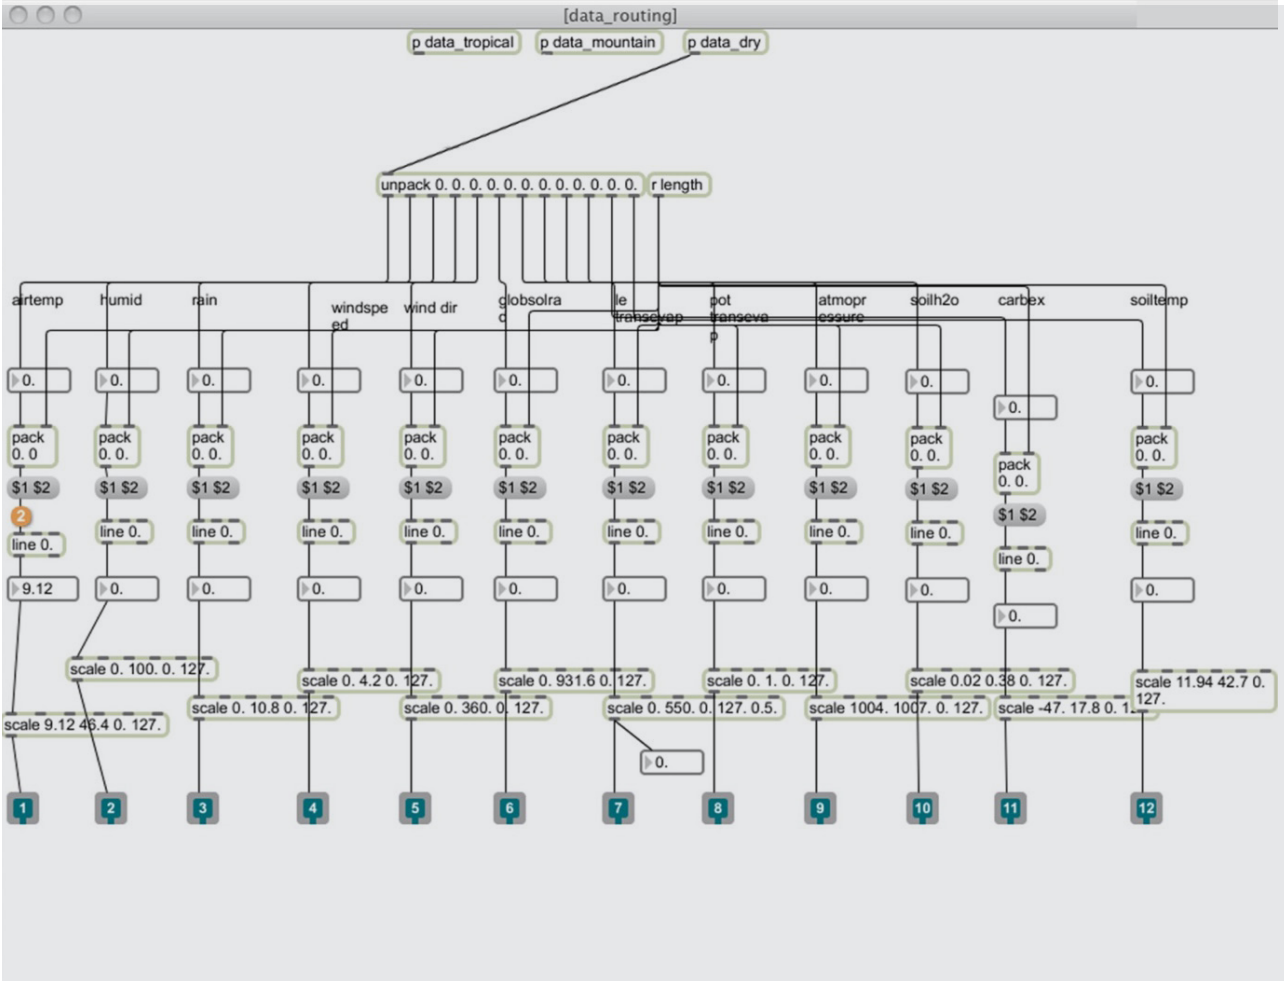 [data_routing]
p data_tropical
p data_mountain
p data_dry
unpack 0. 0. 0. 0. 0. 0. 0. 0. 0. 0. 0. 0.
r length
airtemp
humid
rain
windspe
ed
wind dir
globsolra
d
le
transevap
pot
transeva
p
atmopr
essure
soilh2o
carbex
soiltemp
0.
0.
0.
0.
0.
0.
0.
0.
0.
0.
0.
0.
pack
0. 0
pack
0. 0.
pack
0. 0.
pack
0. 0.
pack
0. 0.
pack
0. 0.
pack
0. 0.
pack
0. 0.
pack
0. 0.
pack
0. 0.
pack
0. 0.
pack
0. 0.
$1 $2
$1 $2
$1 $2
$1 $2
$1 $2
$1 $2
$1 $2
$1 $2
$1 $2
$1 $2
$1 $2
$1 $2
2
line 0.
line 0.
line 0.
line 0.
line 0.
line 0.
line 0.
line 0.
line 0.
line 0.
line 0.
line 0.
9.12
0.
0.
0.
0.
0.
0.
0.
0.
0.
0.
0.
scale 0. 100. 0. 127.
scale 0. 4.2 0. 127.
scale 0. 931.6 0. 127.
scale 0. 1. 0. 127.
scale 0.02 0.38 0. 127.
scale 11.94 42.7 0.
127.
scale 9.12 46.4 0. 127.
scale 0. 10.8 0. 127.
scale 0. 360. 0. 127.
scale 0. 550. 0. 127. 0.5.
scale 1004. 1007. 0. 127.
scale -47. 17.8 0.
0.
1
2
3
4
5
6
7
8
9
10
11
12